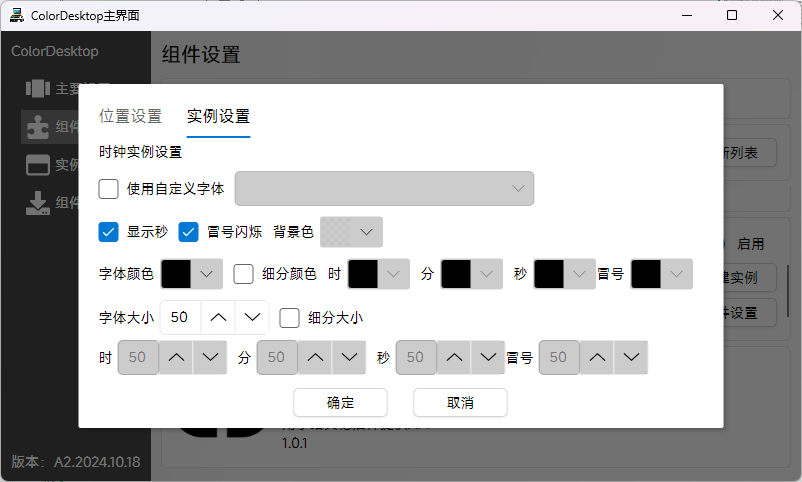 ColorDesktop主界面
ColorDesktop
组件设置
主要
组件
新列表
实
启用
建实例
件设置
位置设置 实例设置
时钟实例设置
使用自定义字体
显示秒 冒号闪烁 背景色
字体颜色 细分颜色 时 分 秒 冒号
字体大小 50 细分大小
时 50 分 50 秒 50 冒号 50
确定 取消
1.0.1
版本：A2.2024.10.18